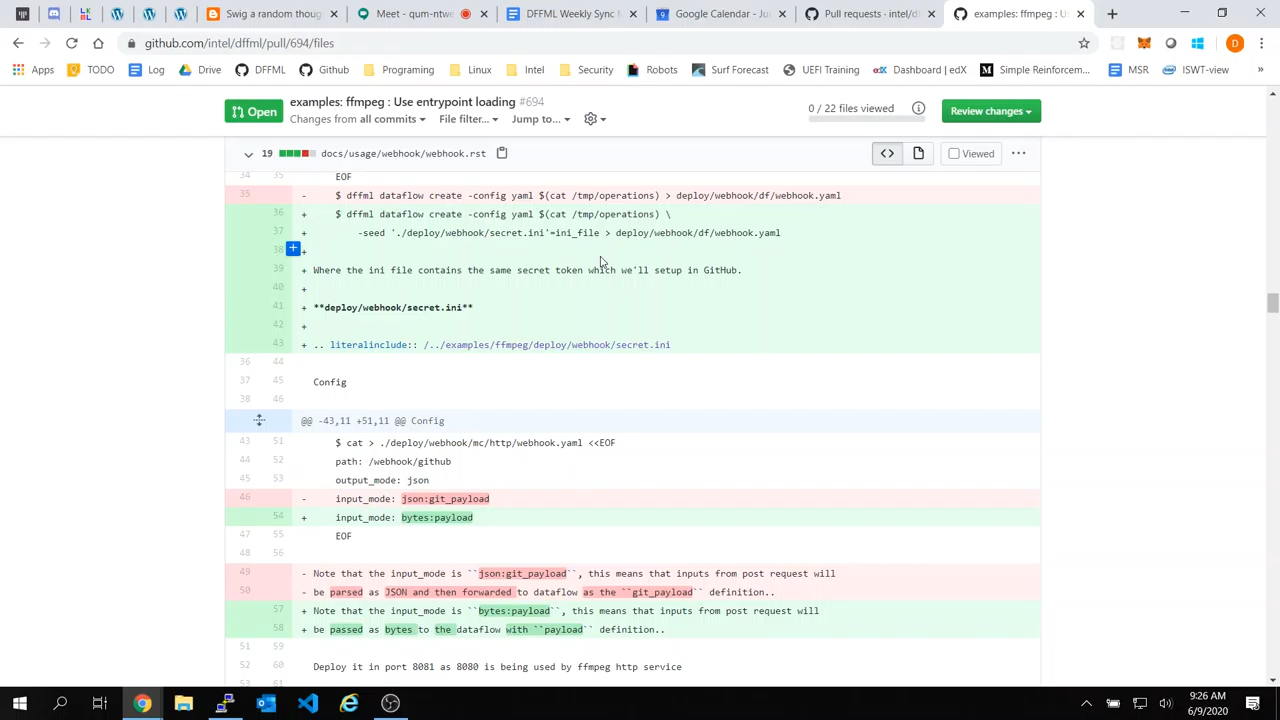 Swig a random thou
Meet - qum-ntwe
DFFML Weekly Sync
Google Calendar - Ju
Pull requests · intel/
examples: ffmpeg : Us
github.com/intel/dffml/pull/694/files
Apps TODO Log Drive DFFML Github Programming Linux Intel Security Robots Surf Forecast UEFI Training Dashboard | edX Simple Reinforcem... MSR ISWT-view »
Open
examples: ffmpeg : Use entrypoint loading #694
Changes from all commits File filter... Jump to...
0 / 22 files viewed
Review changes
19 docs/usage/webhook/webhook.rst
Viewed
34 35 EOF
35 - $ dffml dataflow create -config yaml $(cat /tmp/operations) > deploy/webhook/df/webhook.yaml
36 + $ dffml dataflow create -config yaml $(cat /tmp/operations) \
37 + -seed './deploy/webhook/secret.ini'=ini_file > deploy/webhook/df/webhook.yaml
38 +
39 + Where the ini file contains the same secret token which we'll setup in GitHub.
40 +
41 + **deploy/webhook/secret.ini**
42 +
43 + .. literalinclude:: /../examples/ffmpeg/deploy/webhook/secret.ini
36 44
37 45 Config
38 46
@@ -43,11 +51,11 @@ Config
43 51 $ cat > ./deploy/webhook/mc/http/webhook.yaml <<EOF
44 52 path: /webhook/github
45 53 output_mode: json
46 - input_mode: json:git_payload
54 + input_mode: bytes:payload
47 55 EOF
48 56
49 - Note that the input_mode is ``json:git_payload``, this means that inputs from post request will
50 - be parsed as JSON and then forwarded to dataflow as the ``git_payload`` definition..
57 + Note that the input_mode is ``bytes:payload``, this means that inputs from post request will
58 + be passed as bytes to the dataflow with ``payload`` definition..
51 59
52 60 Deploy it in port 8081 as 8080 is being used by ffmpeg http service
53 61
9:26 AM
6/9/2020